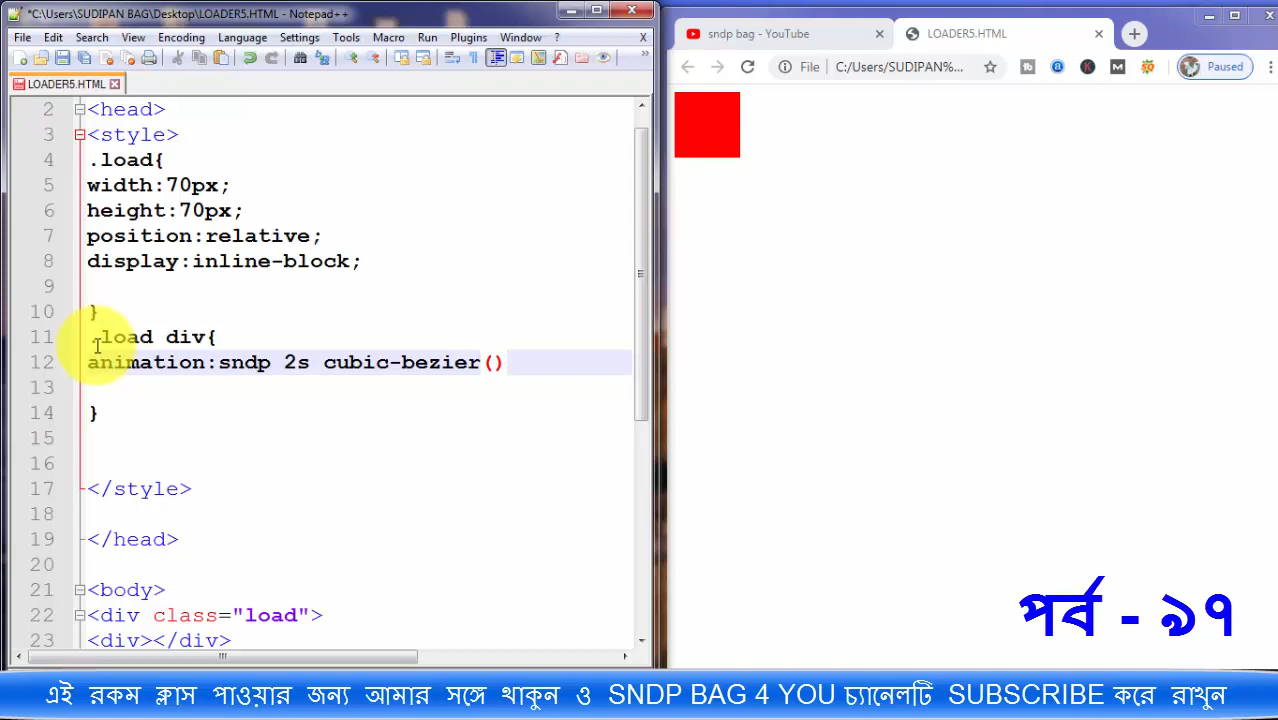 *C:\Users\SUDIPAN BAG\Desktop\LOADER5.HTML - Notepad++
File Edit Search View Encoding Language Settings Tools Macro Run Plugins Window ? X
LOADER5.HTML
2 <head>
3 <style>
4 .load{
5 width:70px;
6 height:70px;
7 position:relative;
8 display:inline-block;
9
10 }
11 .load div{
12 animation:sndp 2s cubic-bezier()
13
14 }
15
16
17 </style>
18
19 </head>
20
21 <body>
22 <div class="load">
23 <div></div>
sndp bag - YouTube
LOADER5.HTML
File C:/Users/SUDIPAN%... Paused
পর্ব - ৯৭
এই রকম ক্লাস পাওয়ার জন্য আমার সঙ্গে থাকুন ও SNDP BAG 4 YOU চ্যানেলটি SUBSCRIBE করে রাখুন